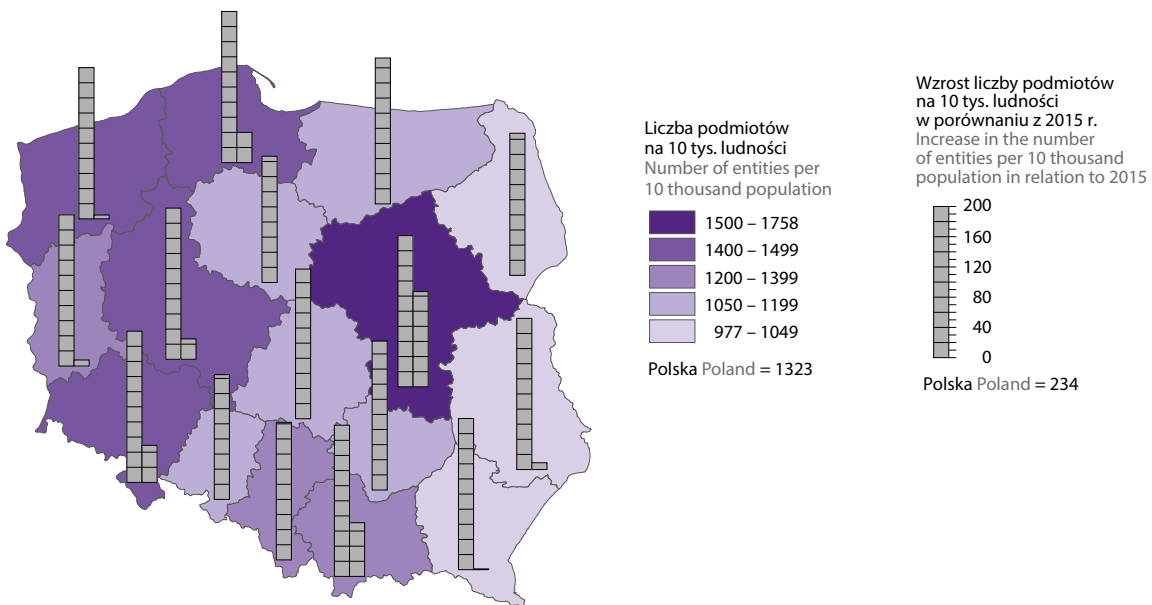 Liczba podmiotów
na 10 tys. ludności
Number of entities per
10 thousand population
1500 – 1758
1400 – 1499
1200 – 1399
1050 – 1199
977 – 1049
Polska Poland = 1323
Wzrost liczby podmiotów
na 10 tys. ludności
w porównaniu z 2015 r.
Increase in the number
of entities per 10 thousand
population in relation to 2015
200
160
120
80
40
0
Polska Poland = 234